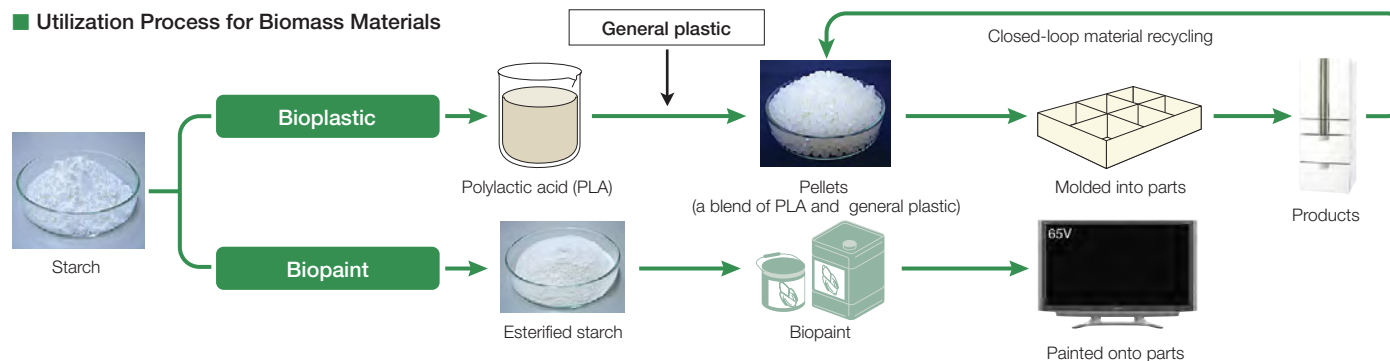 Utilization Process for Biomass Materials
General plastic
Closed-loop material recycling
Bioplastic
Starch
Polylactic acid (PLA)
Pellets
(a blend of PLA and general plastic)
Molded into parts
Products
Biopaint
Esterified starch
Biopaint
65V
Painted onto parts